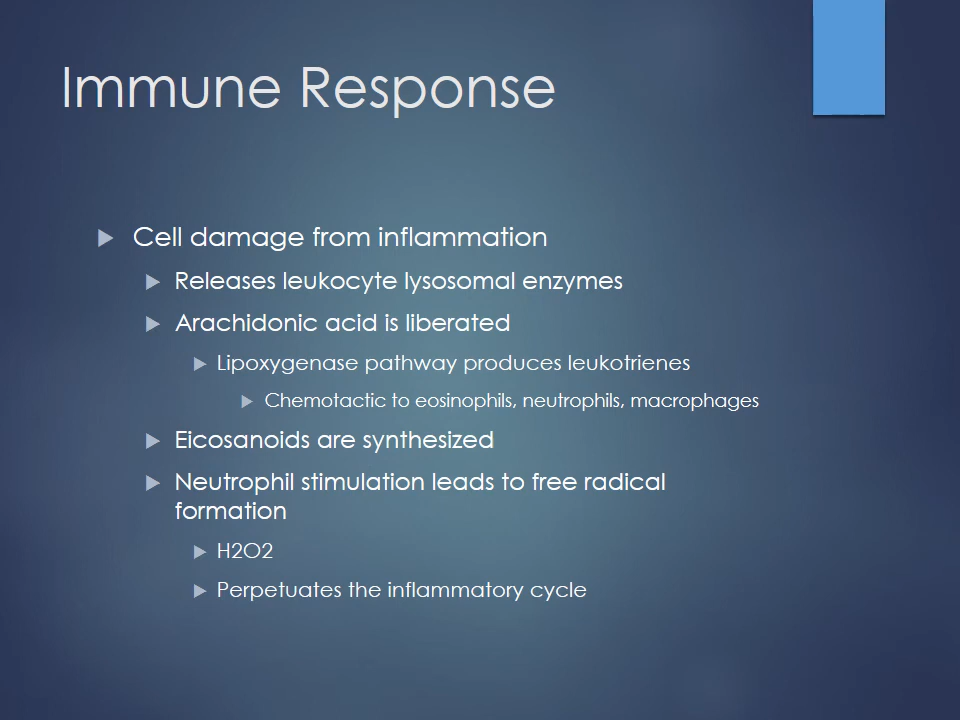 Immune Response
Cell damage from inflammation
Releases leukocyte lysosomal enzymes
Arachidonic acid is liberated
Lipoxygenase pathway produces leukotrienes
Chemotactic to eosinophils, neutrophils, macrophages
Eicosanoids are synthesized
Neutrophil stimulation leads to free radical
formation
H2O2
Perpetuates the inflammatory cycle